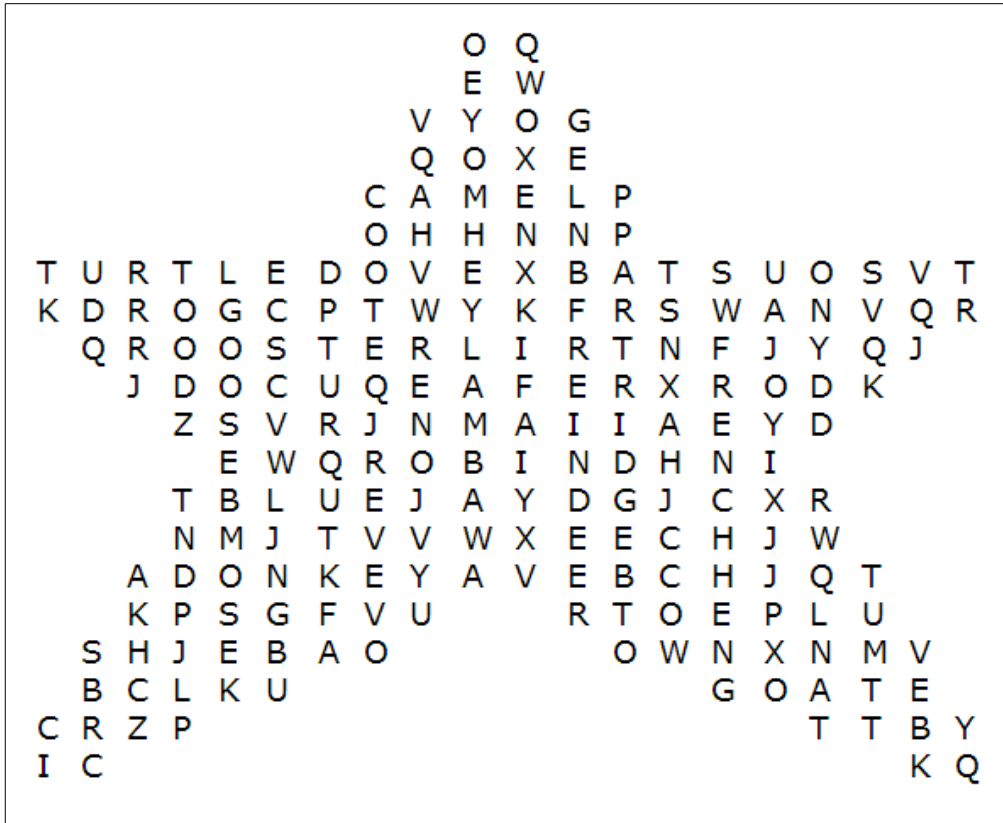 O Q
E W
V Y O G
Q O X E
C A M E L P
O H H N N P
T U R T L E D O V E X B A T S U O S V T
K D R O G C P T W Y K F R S W A N V Q R
Q R O O S T E R L I R T N F J Y Q J
J D O C U Q E A F E R X R O D K
Z S V R J N M A I I A E Y D
E W Q R O B I N D H N I
T B L U E J A Y D G J C X R
N M J T V V W X E E C H J W
A D O N K E Y A V E B C H J Q T
K P S G F V U R T O E P L U
S H J E B A O O W N X N M V
B C L K U G O A T E
C R Z P T T B Y
I C K Q